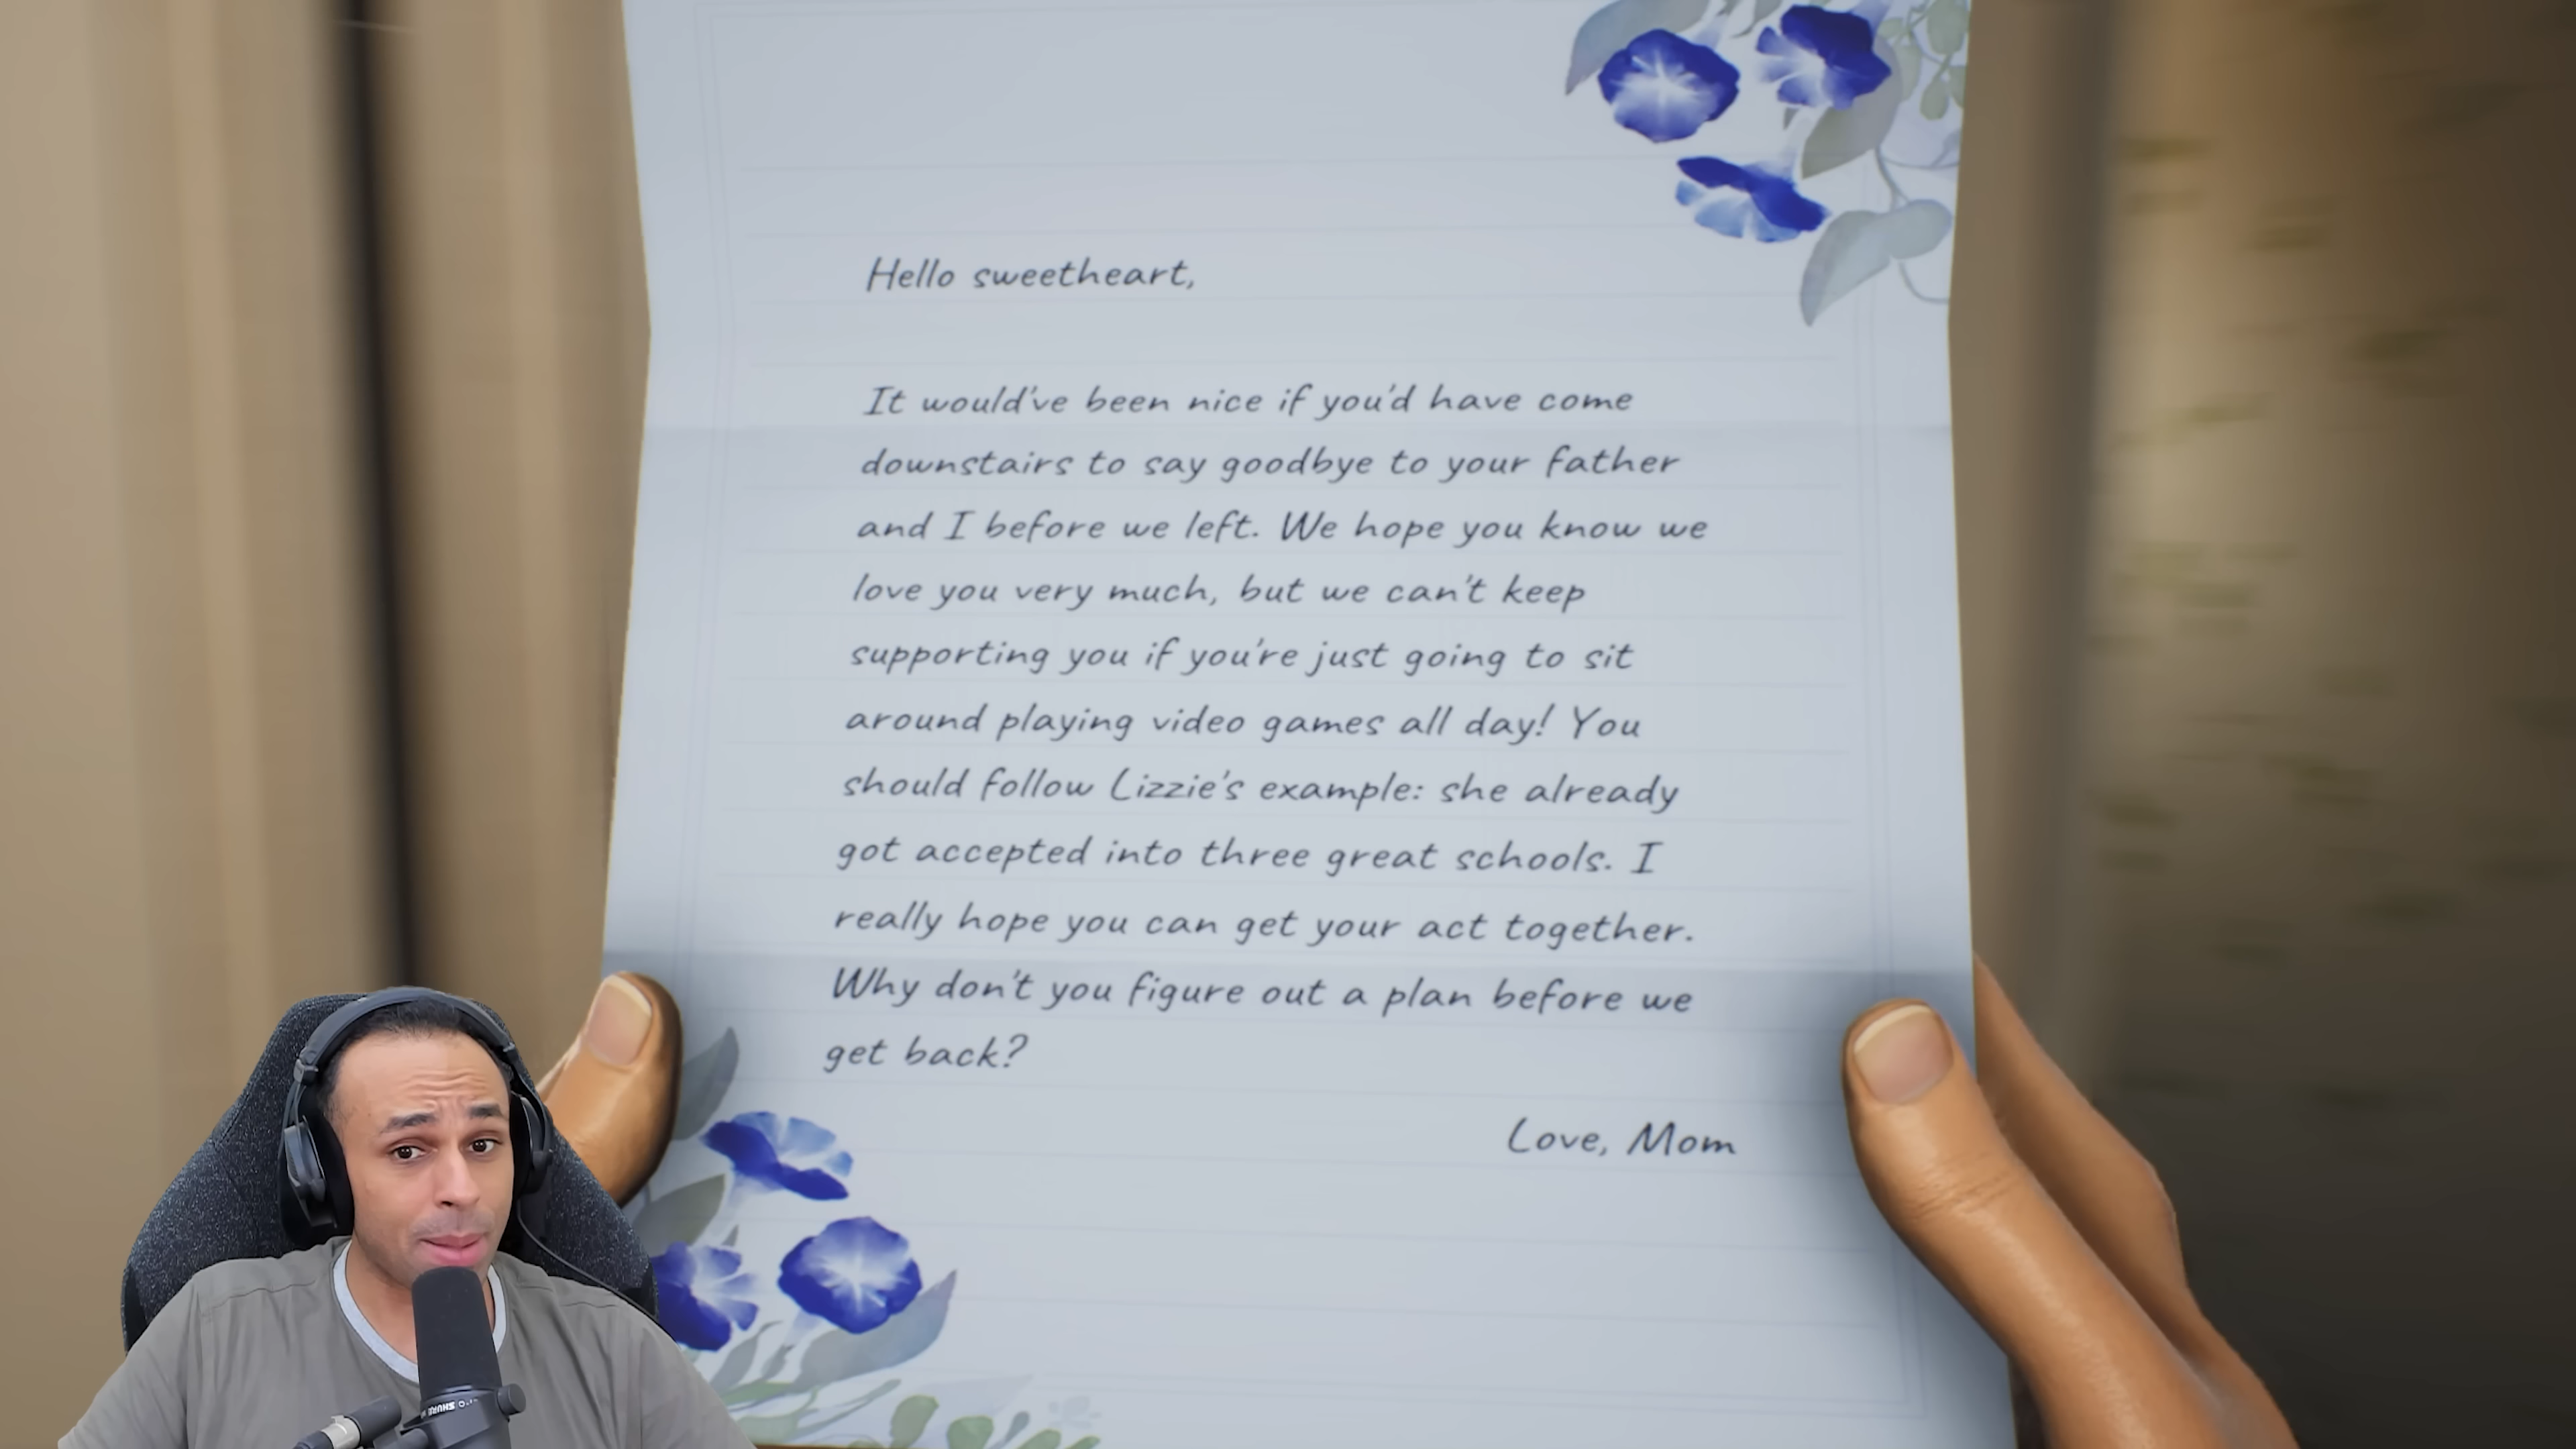 Hello sweetheart,
It would've been nice if you'd have come
downstairs to say goodbye to your father
and I before we left. We hope you know we
love you very much, but we can't keep
supporting you if you're just going to sit
around playing video games all day! You
should follow Lizzie's example: she already
got accepted into three great schools. I
really hope you can get your act together.
Why don't you figure out a plan before we
get back?
Love, Mom
SHURE